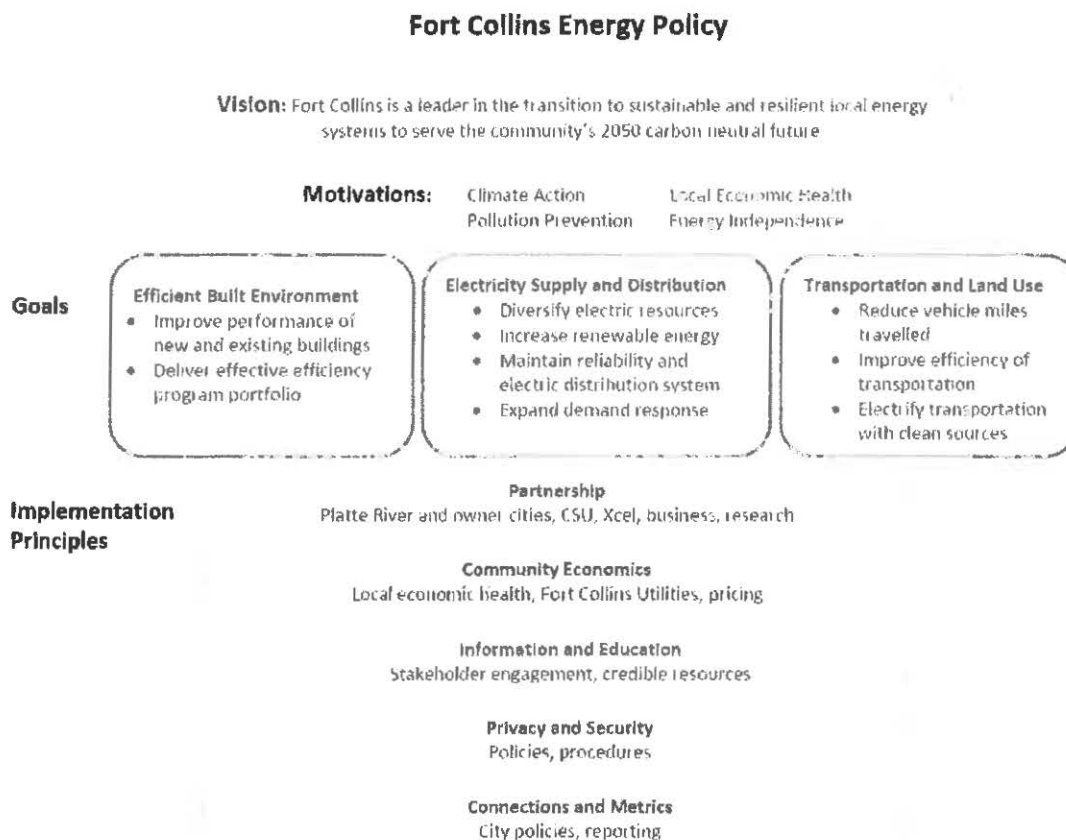 Fort Collins Energy Policy
Vision: Fort Collins is a leader in the transition to sustainable and resilient local energy
systems to serve the community's 2050 carbon neutral future
Motivations:
Climate Action
Local Economic Health
Pollution Prevention
Energy Independence
Goals
Efficient Built Environment
• Improve performance of
new and existing buildings
• Deliver effective efficiency
program portfolio
Electricity Supply and Distribution
• Diversify electric resources
• Increase renewable energy
• Maintain reliability and
electric distribution system
• Expand demand response
Transportation and Land Use
• Reduce vehicle miles
travelled
• Improve efficiency of
transportation
• Electrify transportation
with clean sources
Implementation
Principles
Partnership
Platte River and owner cities, CSU, Xcel, business, research
Community Economics
Local economic health, Fort Collins Utilities, pricing
Information and Education
Stakeholder engagement, credible resources
Privacy and Security
Policies, procedures
Connections and Metrics
City policies, reporting